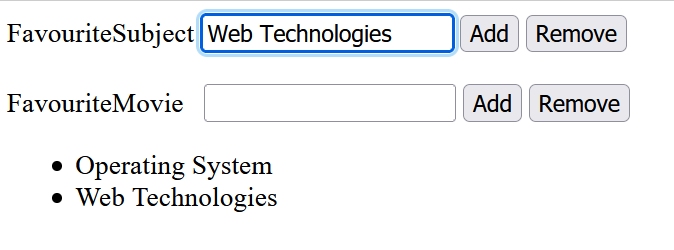 FavouriteSubject Web Technologies Add Remove
FavouriteMovie Add Remove
Operating System
Web Technologies